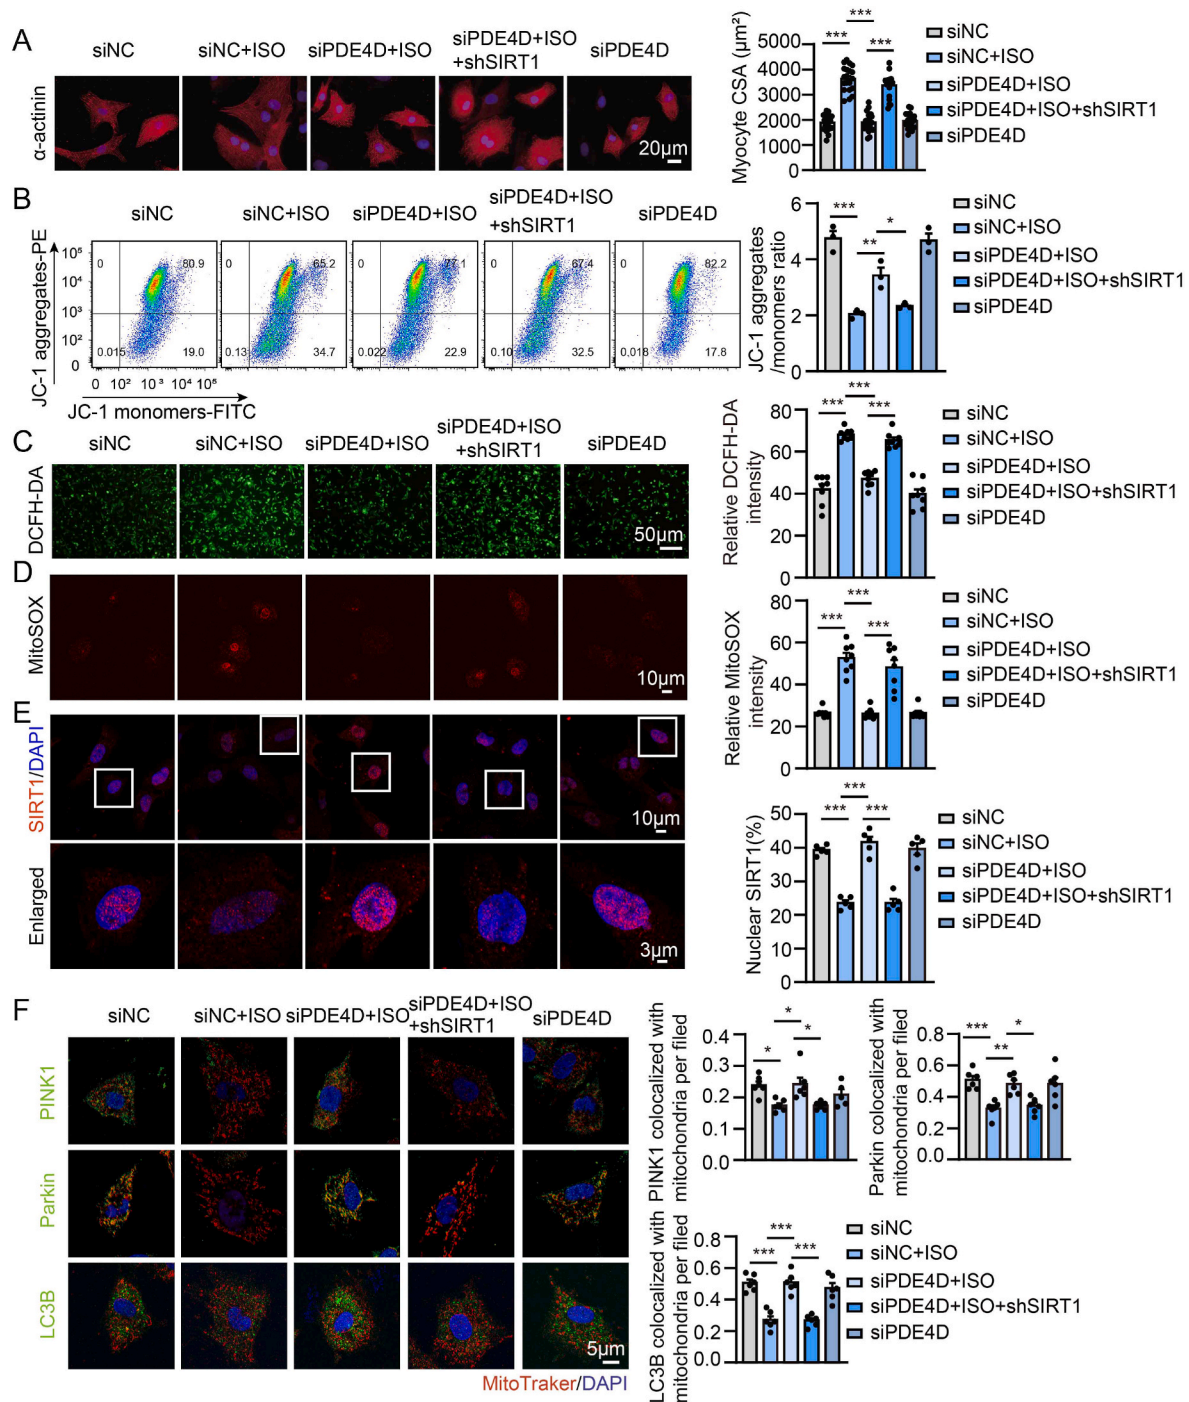 A
siNC
siNC+ISO
siPDE4D+ISO
siPDE4D+ISO
+shSIRT1
siPDE4D
α-actinin
20μm
Myocyte CSA (μm²)
5000
4000
3000
2000
1000
0
***
***
***
siNC
siNC+ISO
siPDE4D+ISO
siPDE4D+ISO+shSIRT1
siPDE4D
B
siNC
siNC+ISO
siPDE4D+ISO
siPDE4D+ISO
+shSIRT1
siPDE4D
JC-1 aggregates-PE
10⁵
10⁴
10³
10²
0
0
80.9
0.015
19.0
0
65.2
0.13
34.7
0
77.1
0.022
22.9
0
67.4
0.10
32.5
0
82.2
0.018
17.8
0 10² 10³ 10⁴ 10⁵
JC-1 monomers-FITC
JC-1 aggregates
/monomers ratio
6
4
2
0
***
**
*
siNC
siNC+ISO
siPDE4D+ISO
siPDE4D+ISO+shSIRT1
siPDE4D
C
siNC
siNC+ISO
siPDE4D+ISO
siPDE4D+ISO
+shSIRT1
siPDE4D
DCFH-DA
50μm
Relative DCFH-DA
intensity
80
60
40
20
0
***
***
***
siNC
siNC+ISO
siPDE4D+ISO
siPDE4D+ISO+shSIRT1
siPDE4D
D
MitoSOX
10μm
Relative MitoSOX
intensity
80
60
40
20
0
***
***
***
siNC
siNC+ISO
siPDE4D+ISO
siPDE4D+ISO+shSIRT1
siPDE4D
E
SIRT1/DAPI
10μm
Enlarged
3μm
Nuclear SIRT1(%)
50
40
30
20
10
0
***
***
***
siNC
siNC+ISO
siPDE4D+ISO
siPDE4D+ISO+shSIRT1
siPDE4D
F
siNC
siNC+ISO
siPDE4D+ISO
siPDE4D+ISO
+shSIRT1
siPDE4D
PINK1
Parkin
LC3B
5μm
MitoTraker/DAPI
PINK1 colocalized with
mitochondria per filed
0.4
0.3
0.2
0.1
0.0
*
*
*
Parkin colocalized with
mitochondria per filed
0.8
0.6
0.4
0.2
0.0
***
**
*
LC3B colocalized with
mitochondria per filed
0.8
0.6
0.4
0.2
0.0
***
***
***
siNC
siNC+ISO
siPDE4D+ISO
siPDE4D+ISO+shSIRT1
siPDE4D